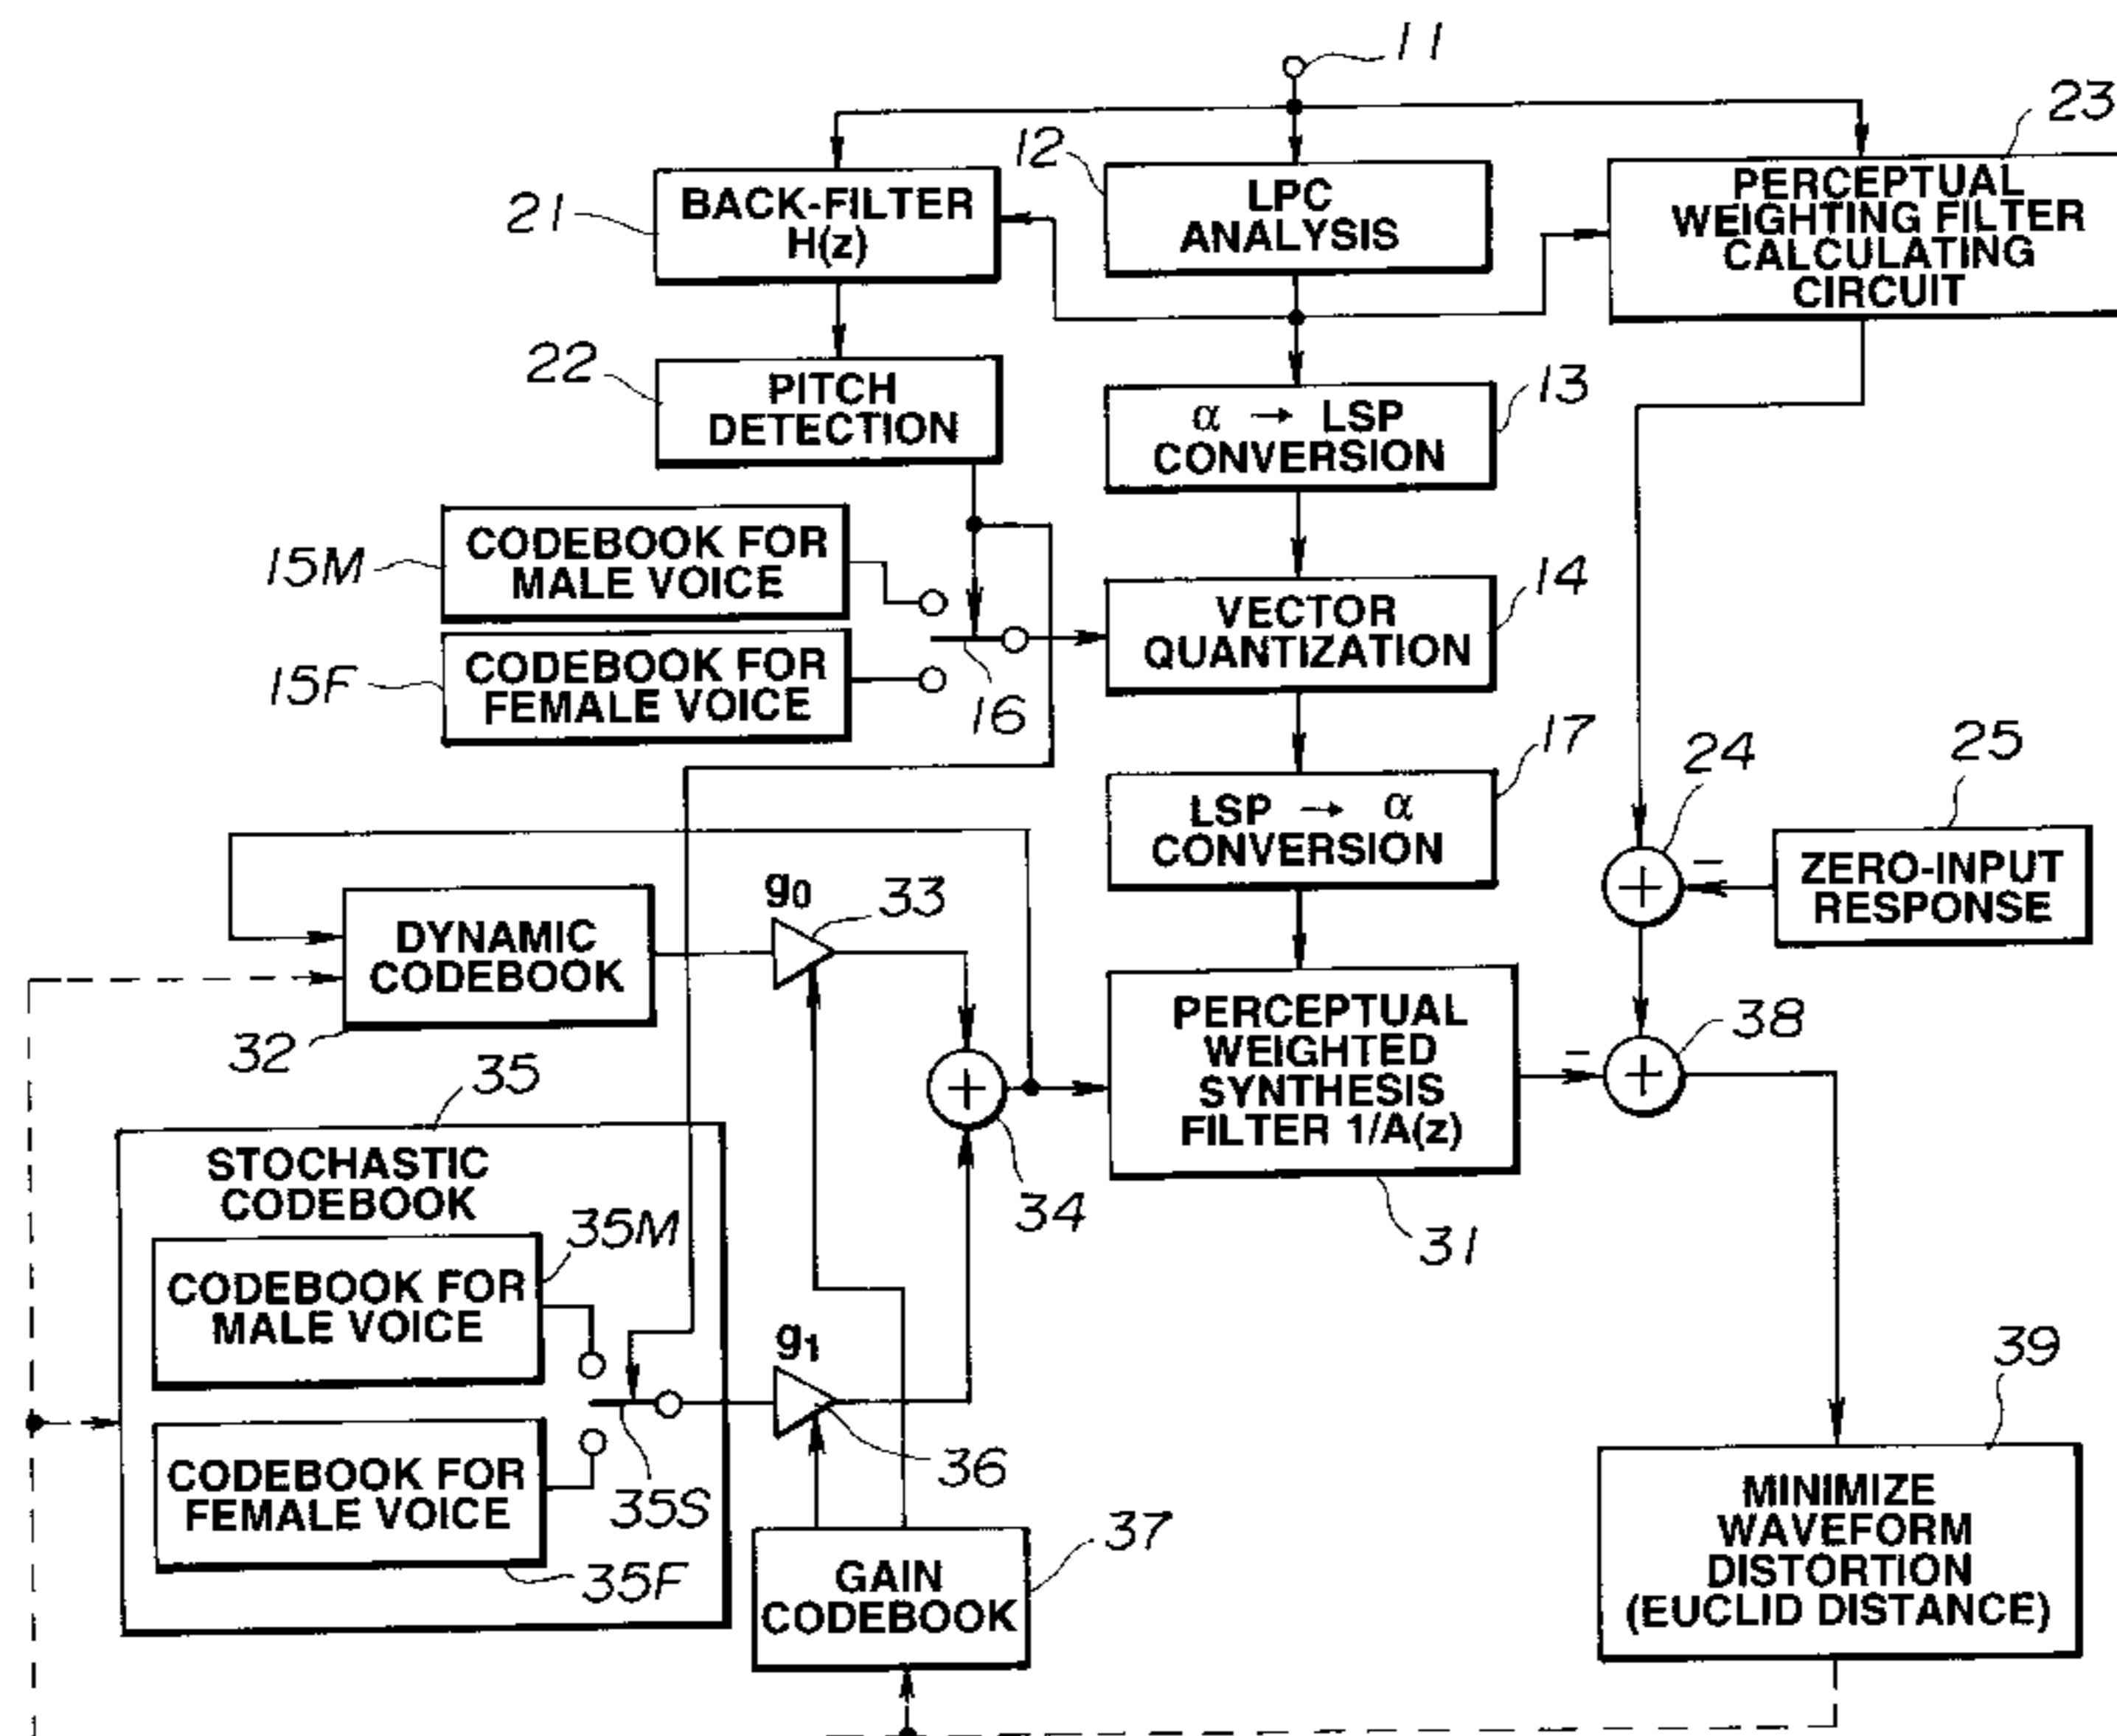 11
12
23
21
BACK-FILTER
H(z)
LPC
ANALYSIS
PERCEPTUAL
WEIGHTING FILTER
CALCULATING
CIRCUIT
22
PITCH
DETECTION
13
α → LSP
CONVERSION
15M
CODEBOOK FOR
MALE VOICE
14
VECTOR
QUANTIZATION
15F
CODEBOOK FOR
FEMALE VOICE
16
17
LSP → α
CONVERSION
24
25
−
ZERO-INPUT
RESPONSE
g0
33
DYNAMIC
CODEBOOK
32
+
PERCEPTUAL
WEIGHTED
SYNTHESIS
FILTER 1/A(z)
−
+
38
35
+
34
31
STOCHASTIC
CODEBOOK
35M
CODEBOOK FOR
MALE VOICE
g1
36
35S
CODEBOOK FOR
FEMALE VOICE
35F
37
GAIN
CODEBOOK
39
MINIMIZE
WAVEFORM
DISTORTION
(EUCLID DISTANCE)